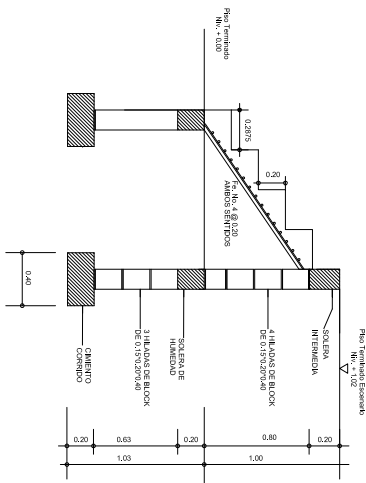 Piso Terminado
Niv. + 0.00
0.2875
0.20
Fe. No. 4 @ 0.20
AMBOS SENTIDOS
Piso Terminado Escenario
Niv. + 1.02
SOLERA
INTERMEDIA
4 HILADAS DE BLOCK
DE 0.15*0.20*0.40
SOLERA DE
HUMEDAD
3 HILADAS DE BLOCK
DE 0.15*0.20*0.40
CIMIENTO
CORRIDO
0.40
0.20
0.63
0.20
0.80
0.20
1.03
1.00